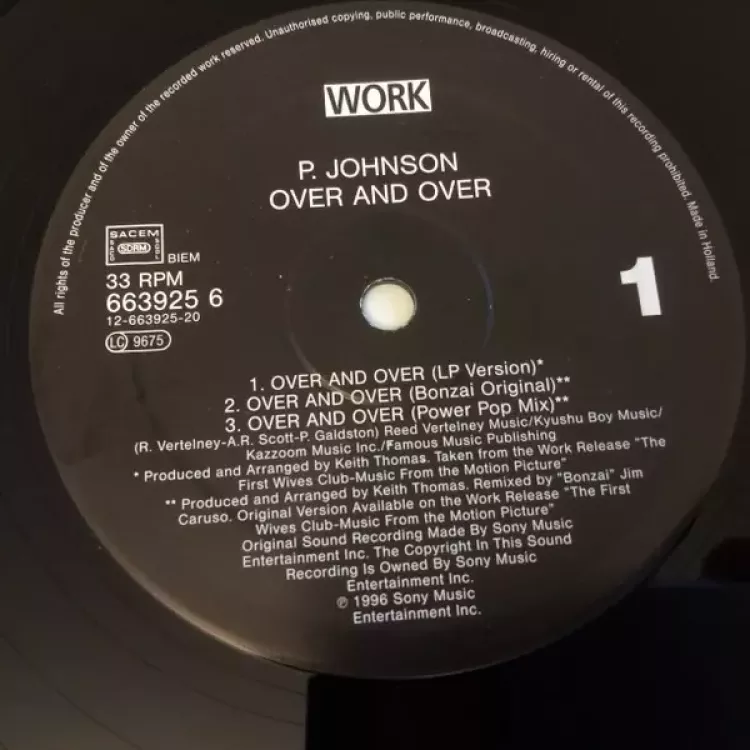 All rights of the producer and of the owner of the recorded work reserved. Unauthorised copying, public performance, broadcasting, hiring or rental of this recording prohibited. Made in Holland.
WORK
P. JOHNSON
OVER AND OVER
SACEM
SDRM
BIEM
33 RPM
663925 6
12-663925-20
LC 9675
1
1. OVER AND OVER (LP Version)*
2. OVER AND OVER (Bonzai Original)**
3. OVER AND OVER (Power Pop Mix)**
(R. Vertelney-A.R. Scott-P. Galdston) Reed Vertelney Music/Kyushu Boy Music/
Kazzoom Music Inc./Famous Music Publishing
* Produced and Arranged by Keith Thomas. Taken from the Work Release "The
First Wives Club-Music From the Motion Picture"
** Produced and Arranged by Keith Thomas. Remixed by "Bonzai" Jim
Caruso. Original Version Available on the Work Release "The First
Wives Club-Music From the Motion Picture"
Original Sound Recording Made By Sony Music
Entertainment Inc. The Copyright In This Sound
Recording Is Owned By Sony Music
Entertainment Inc.
℗ 1996 Sony Music
Entertainment Inc.